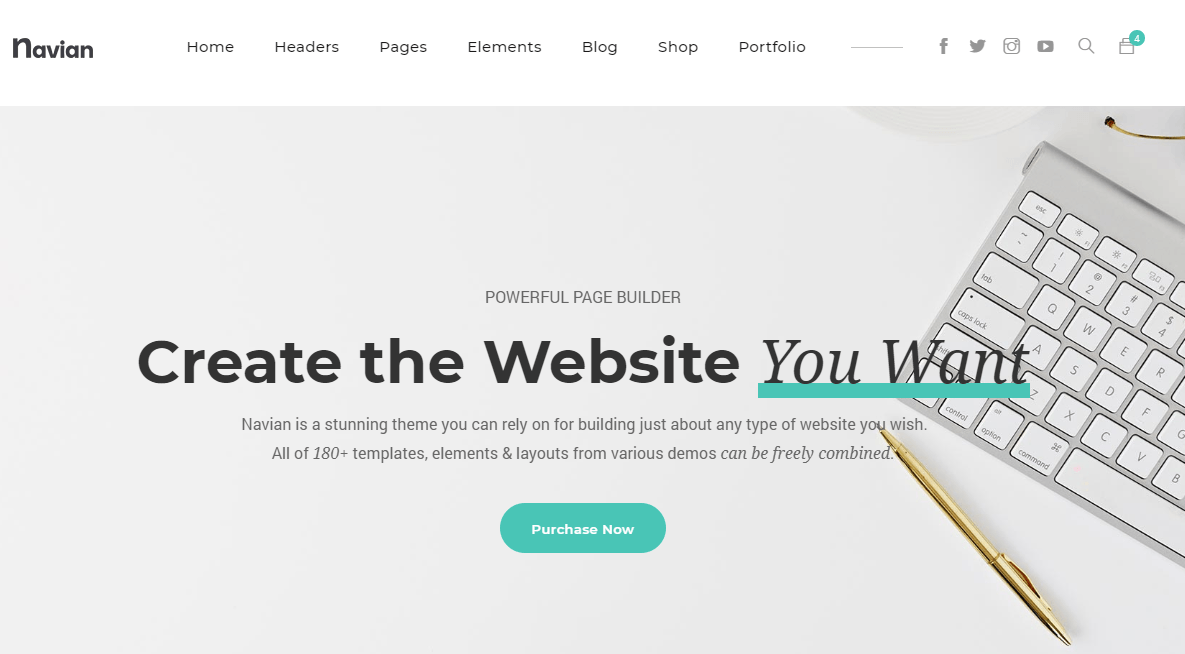 navian
Home Headers Pages Elements Blog Shop Portfolio
4
POWERFUL PAGE BUILDER
Create the Website You Want
Navian is a stunning theme you can rely on for building just about any type of website you wish.
All of 180+ templates, elements & layouts from various demos can be freely combined.
Purchase Now
esc
~
!
1
@
2
#
3
$
4
tab
Q
W
E
R
caps lock
A
S
D
F
G
shift
Z
X
C
V
B
control
alt
option
⌘
command